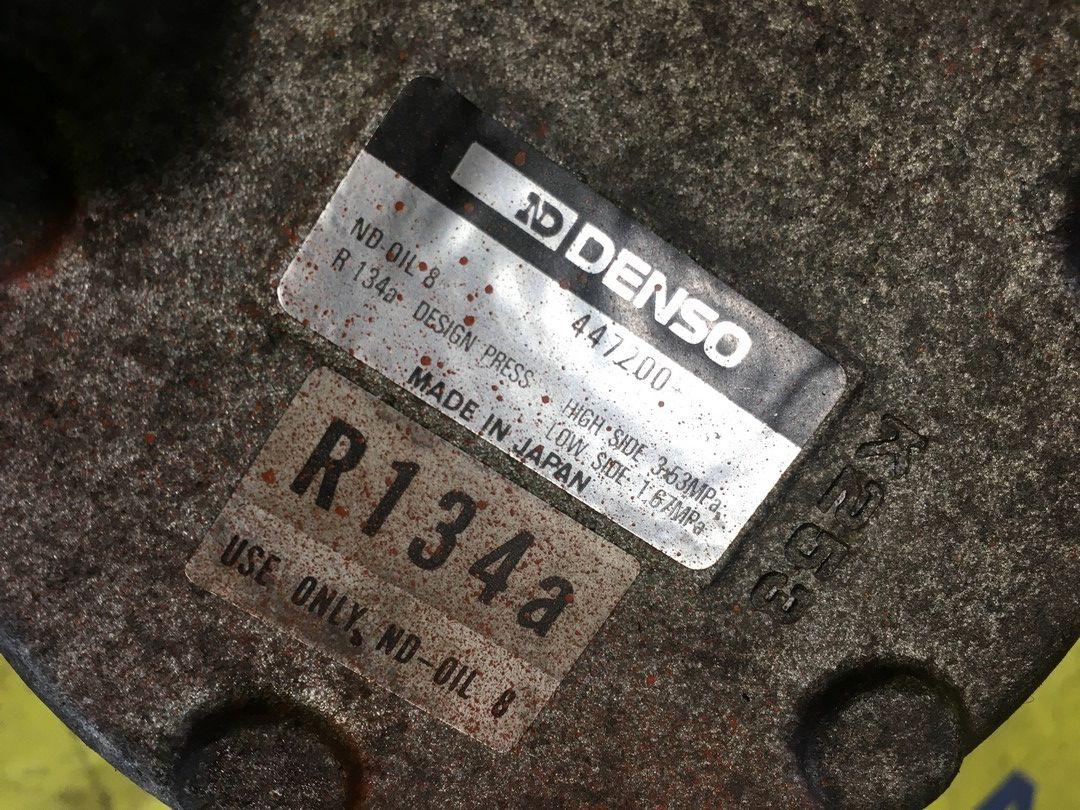 ND DENSO
447200-
ND-OIL 8
R 134a DESIGN PRESS HIGH SIDE 3.53MPa
LOW SIDE 1.67MPa
MADE IN JAPAN
R134a
USE ONLY, ND-OIL 8